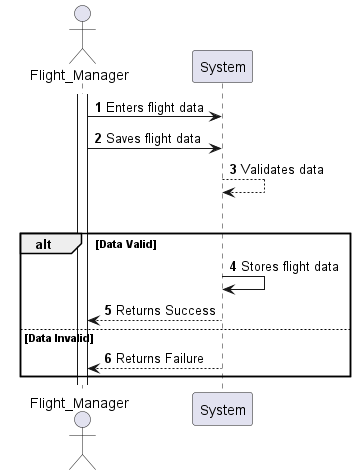 Flight_Manager
System
1 Enters flight data
2 Saves flight data
3 Validates data
alt [Data Valid]
4 Stores flight data
5 Returns Success
[Data Invalid]
6 Returns Failure
Flight_Manager
System